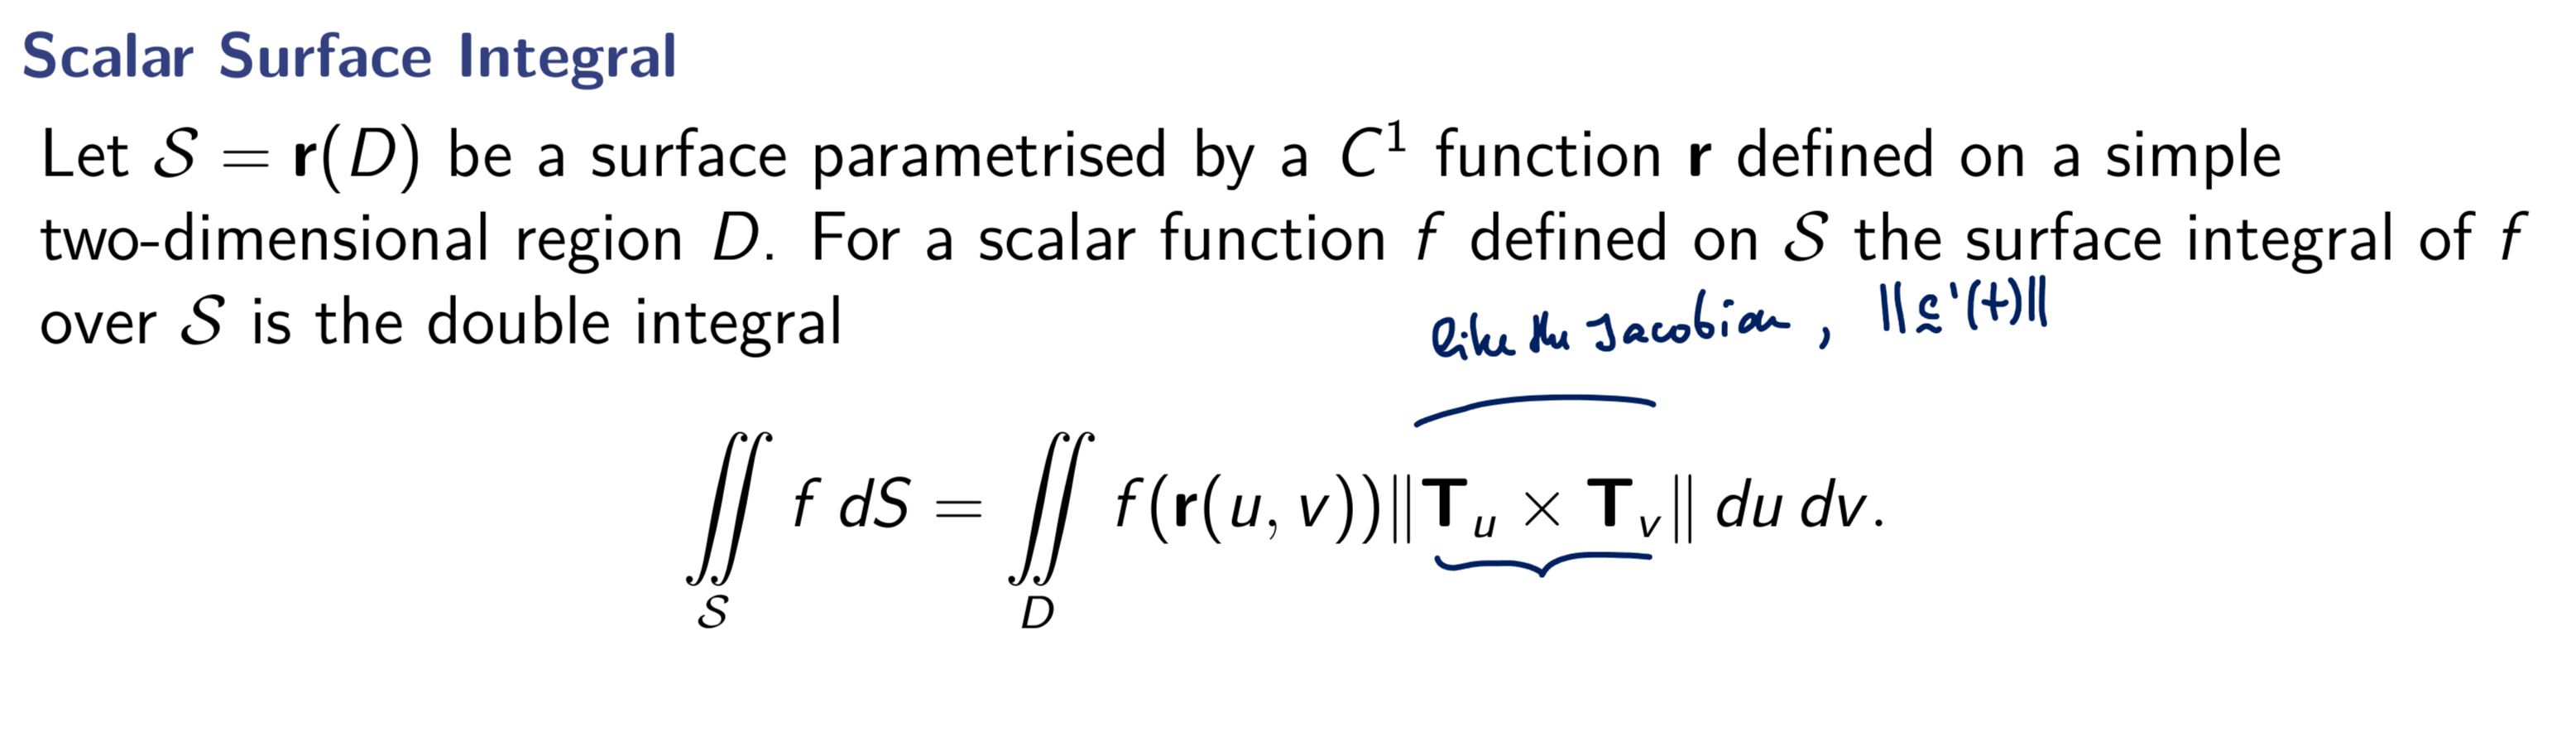 Scalar Surface Integral
Let 𝒮 = r(D) be a surface parametrised by a C¹ function r defined on a simple
two-dimensional region D. For a scalar function f defined on 𝒮 the surface integral of f
over 𝒮 is the double integral
like the Jacobian, ||c̰'(t)||
∬_𝒮 f dS = ∬_D f(r(u, v))‖T_u × T_v‖ du dv.